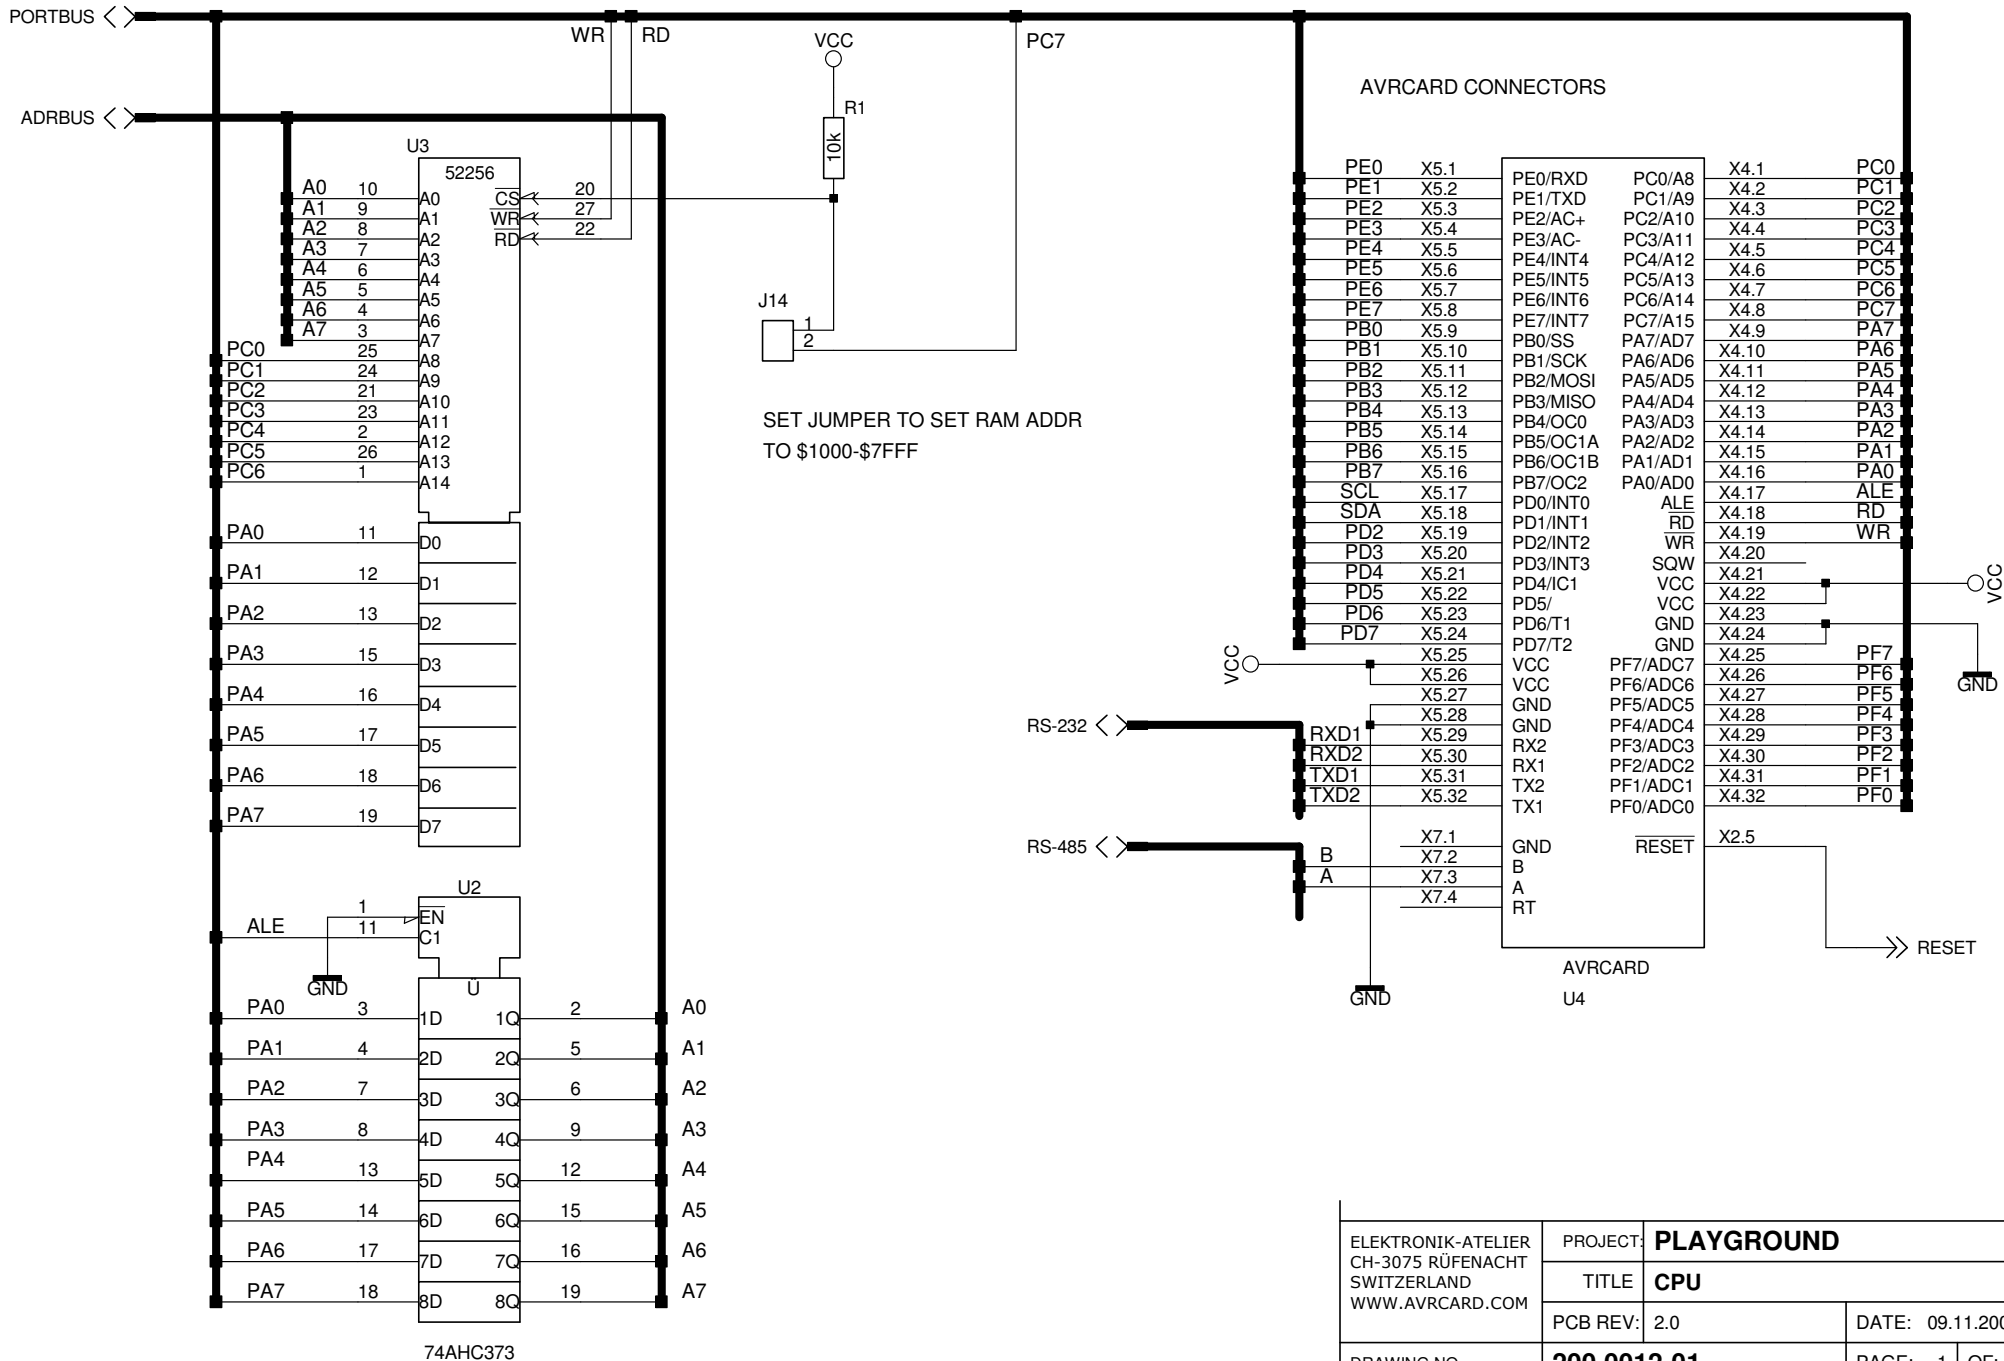 PORTBUS
WR RD
VCC
PC7
ADRBUS
R1
10k
AVRCARD CONNECTORS
U3
52256
A0 10 A0 CS 20
A1 9 A1 WR 27
A2 8 A2 RD 22
A3 7 A3
A4 6 A4
A5 5 A5
A6 4 A6
A7 3 A7
PC0 25 A8
PC1 24 A9
PC2 21 A10
PC3 23 A11
PC4 2 A12
PC5 26 A13
PC6 1 A14
PA0 11 D0
PA1 12 D1
PA2 13 D2
PA3 15 D3
PA4 16 D4
PA5 17 D5
PA6 18 D6
PA7 19 D7
J14
1
2
SET JUMPER TO SET RAM ADDR
TO $1000-$7FFF
U2
1 EN
ALE 11 C1
GND
Ü
PA0 3 1D 1Q 2 A0
PA1 4 2D 2Q 5 A1
PA2 7 3D 3Q 6 A2
PA3 8 4D 4Q 9 A3
PA4 13 5D 5Q 12 A4
PA5 14 6D 6Q 15 A5
PA6 17 7D 7Q 16 A6
PA7 18 8D 8Q 19 A7
74AHC373
PE0 X5.1 PE0/RXD PC0/A8 X4.1 PC0
PE1 X5.2 PE1/TXD PC1/A9 X4.2 PC1
PE2 X5.3 PE2/AC+ PC2/A10 X4.3 PC2
PE3 X5.4 PE3/AC- PC3/A11 X4.4 PC3
PE4 X5.5 PE4/INT4 PC4/A12 X4.5 PC4
PE5 X5.6 PE5/INT5 PC5/A13 X4.6 PC5
PE6 X5.7 PE6/INT6 PC6/A14 X4.7 PC6
PE7 X5.8 PE7/INT7 PC7/A15 X4.8 PC7
PB0 X5.9 PB0/SS PA7/AD7 X4.9 PA7
PB1 X5.10 PB1/SCK PA6/AD6 X4.10 PA6
PB2 X5.11 PB2/MOSI PA5/AD5 X4.11 PA5
PB3 X5.12 PB3/MISO PA4/AD4 X4.12 PA4
PB4 X5.13 PB4/OC0 PA3/AD3 X4.13 PA3
PB5 X5.14 PB5/OC1A PA2/AD2 X4.14 PA2
PB6 X5.15 PB6/OC1B PA1/AD1 X4.15 PA1
PB7 X5.16 PB7/OC2 PA0/AD0 X4.16 PA0
SCL X5.17 PD0/INT0 ALE X4.17 ALE
SDA X5.18 PD1/INT1 RD X4.18 RD
PD2 X5.19 PD2/INT2 WR X4.19 WR
PD3 X5.20 PD3/INT3 SQW X4.20
PD4 X5.21 PD4/IC1 VCC X4.21
PD5 X5.22 PD5/ VCC X4.22
PD6 X5.23 PD6/T1 GND X4.23
PD7 X5.24 PD7/T2 GND X4.24
X5.25 VCC PF7/ADC7 X4.25 PF7
X5.26 VCC PF6/ADC6 X4.26 PF6
X5.27 GND PF5/ADC5 X4.27 PF5
X5.28 GND PF4/ADC4 X4.28 PF4
RXD1 X5.29 RX2 PF3/ADC3 X4.29 PF3
RXD2 X5.30 RX1 PF2/ADC2 X4.30 PF2
TXD1 X5.31 TX2 PF1/ADC1 X4.31 PF1
TXD2 X5.32 TX1 PF0/ADC0 X4.32 PF0
X7.1 GND RESET X2.5
B X7.2 B
A X7.3 A
X7.4 RT
VCC
VCC
GND
RS-232
RS-485
GND
RESET
AVRCARD
U4
ELEKTRONIK-ATELIER
CH-3075 RÜFENACHT
SWITZERLAND
WWW.AVRCARD.COM
PROJECT: PLAYGROUND
TITLE CPU
PCB REV: 2.0 DATE: 09.11.200
DRAWING NO 200-0012-01 PAGE: 1 OF: